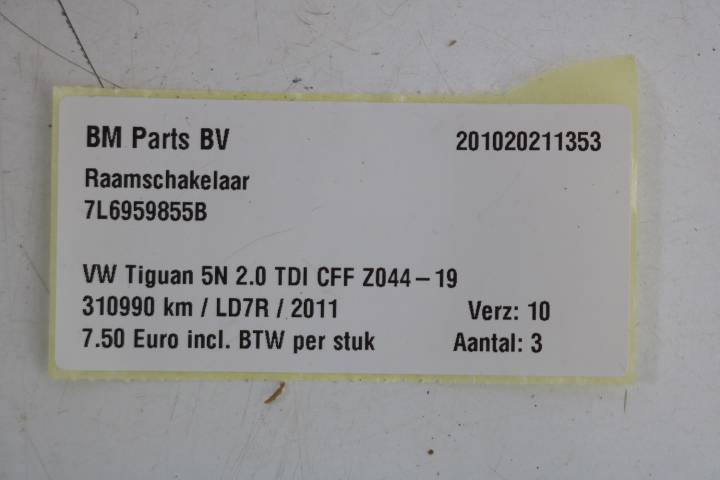 BM Parts BV 201020211353
Raamschakelaar
7L6959855B
VW Tiguan 5N 2.0 TDI CFF Z044-19
310990 km / LD7R / 2011 Verz: 10
7.50 Euro incl. BTW per stuk Aantal: 3